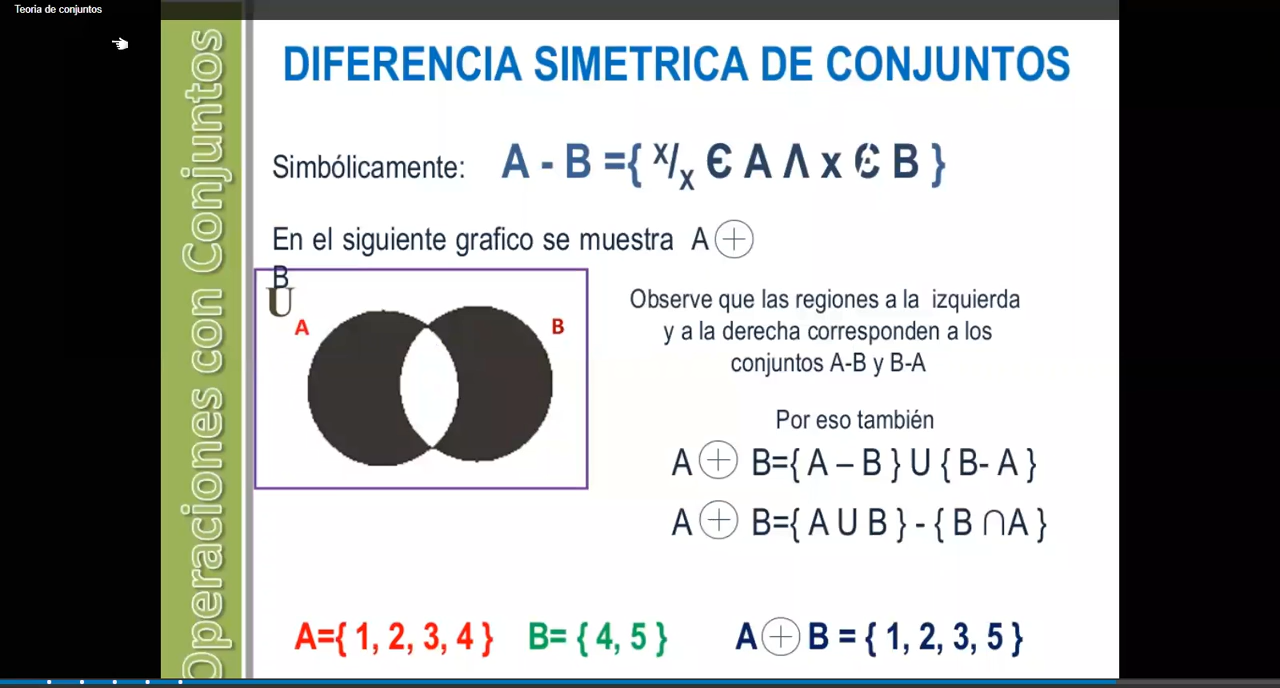 Teoria de conjuntos
Operaciones con Conjuntos
DIFERENCIA SIMETRICA DE CONJUNTOS
Simbólicamente: A - B ={ x/x Є A Λ x Є B }
En el siguiente grafico se muestra A ⊕
B
U
A
B
Observe que las regiones a la izquierda
y a la derecha corresponden a los
conjuntos A-B y B-A
Por eso también
A ⊕ B={ A – B } U { B- A }
A ⊕ B={ A U B } - { B ∩ A }
A={ 1, 2, 3, 4 } B= { 4, 5 } A ⊕ B = { 1, 2, 3, 5 }